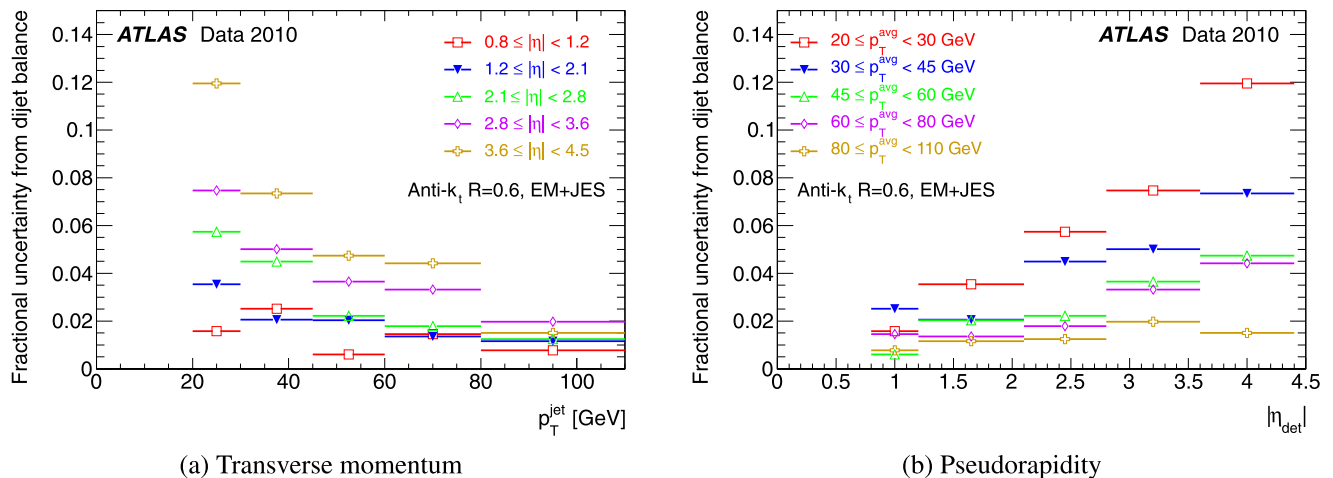 ATLAS Data 2010
0.8 ≤ |η| < 1.2
1.2 ≤ |η| < 2.1
2.1 ≤ |η| < 2.8
2.8 ≤ |η| < 3.6
3.6 ≤ |η| < 4.5
Anti-k_t R=0.6, EM+JES
Fractional uncertainty from dijet balance
0.14
0.12
0.1
0.08
0.06
0.04
0.02
0
0 20 40 60 80 100
p_T^jet [GeV]
(a) Transverse momentum
ATLAS Data 2010
20 ≤ p_T^avg < 30 GeV
30 ≤ p_T^avg < 45 GeV
45 ≤ p_T^avg < 60 GeV
60 ≤ p_T^avg < 80 GeV
80 ≤ p_T^avg < 110 GeV
Anti-k_t R=0.6, EM+JES
Fractional uncertainty from dijet balance
0.14
0.12
0.1
0.08
0.06
0.04
0.02
0
0 0.5 1 1.5 2 2.5 3 3.5 4 4.5
|η_det|
(b) Pseudorapidity